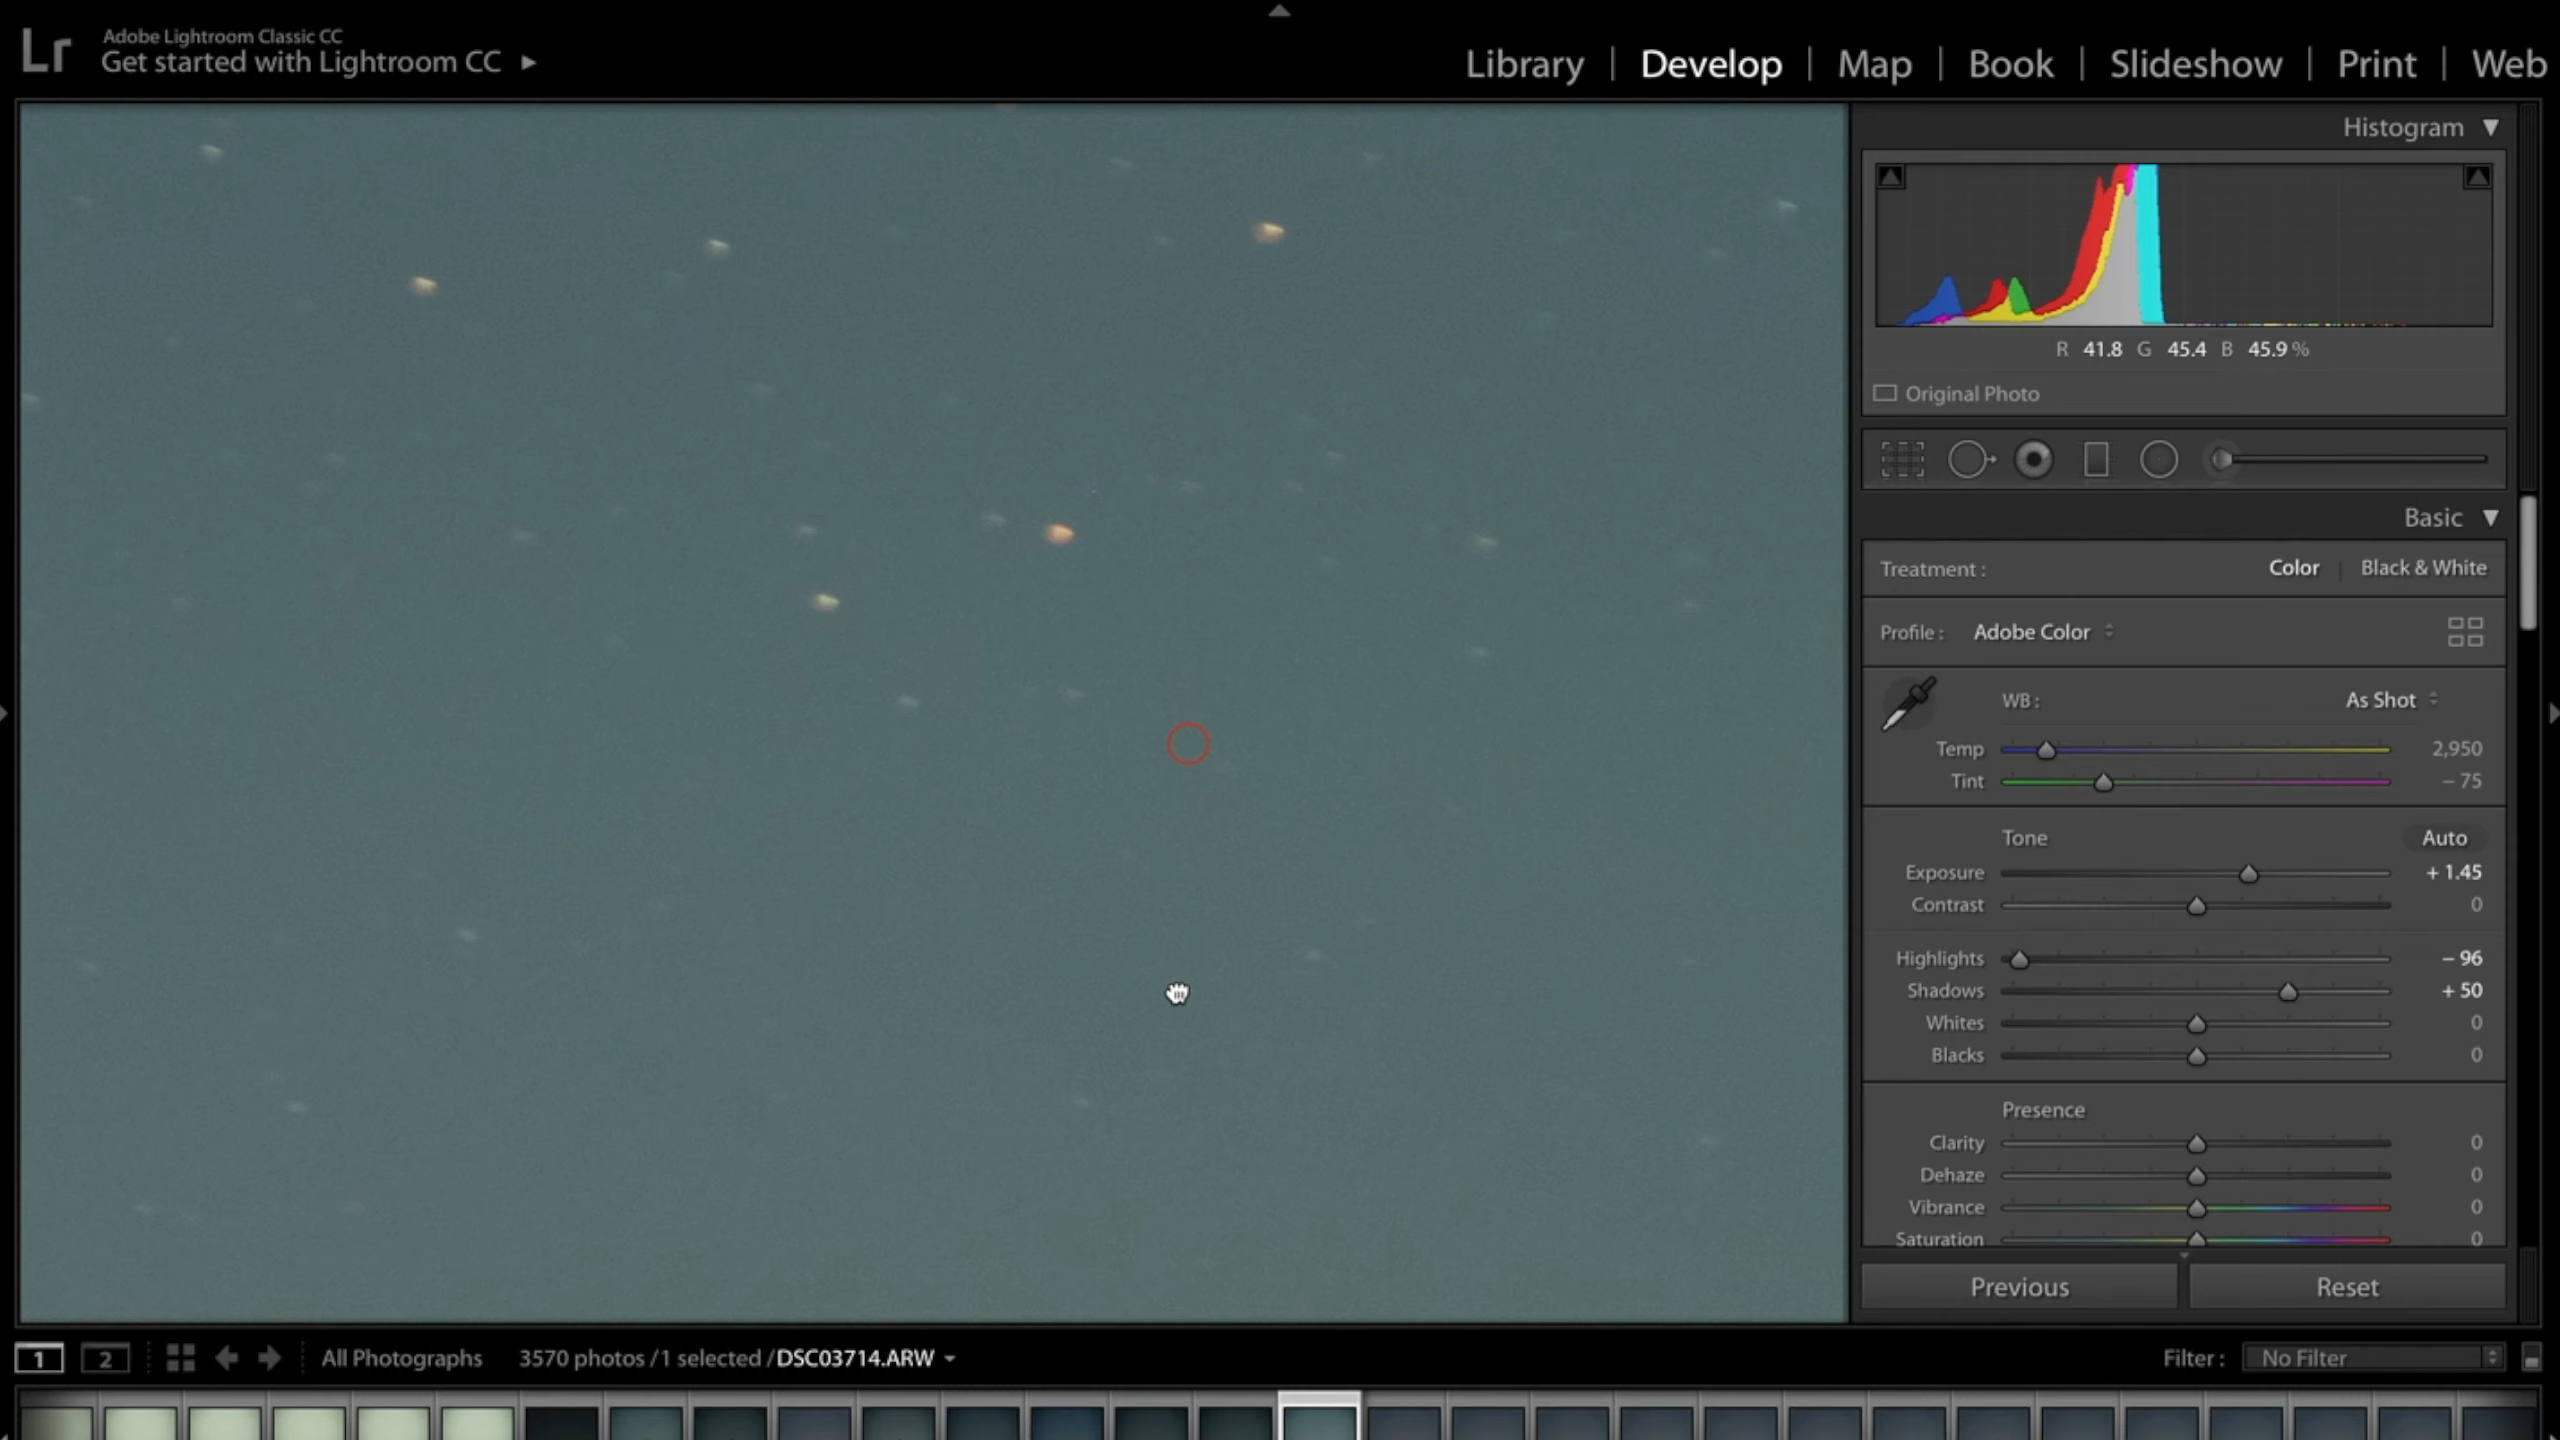 Lr
Adobe Lightroom Classic CC
Get started with Lightroom CC ▶
Library | Develop | Map | Book | Slideshow | Print | Web
Histogram
R 41.8 G 45.4 B 45.9 %
Original Photo
Basic
Treatment : Color | Black & White
Profile : Adobe Color
WB : As Shot
Temp 2,950
Tint – 75
Tone Auto
Exposure + 1.45
Contrast 0
Highlights – 96
Shadows + 50
Whites 0
Blacks 0
Presence
Clarity 0
Dehaze 0
Vibrance 0
Saturation 0
Previous Reset
1 2 All Photographs 3570 photos / 1 selected / DSC03714.ARW Filter : No Filter